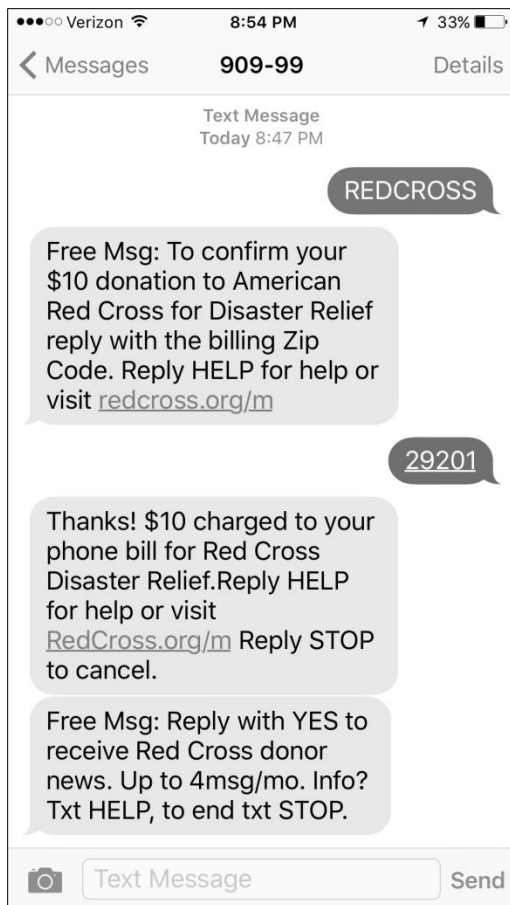 Verizon 8:54 PM 33%
Messages 909-99 Details
Text Message
Today 8:47 PM
REDCROSS
Free Msg: To confirm your
$10 donation to American
Red Cross for Disaster Relief
reply with the billing Zip
Code. Reply HELP for help or
visit redcross.org/m
29201
Thanks! $10 charged to your
phone bill for Red Cross
Disaster Relief.Reply HELP
for help or visit
RedCross.org/m Reply STOP
to cancel.
Free Msg: Reply with YES to
receive Red Cross donor
news. Up to 4msg/mo. Info?
Txt HELP, to end txt STOP.
Text Message Send